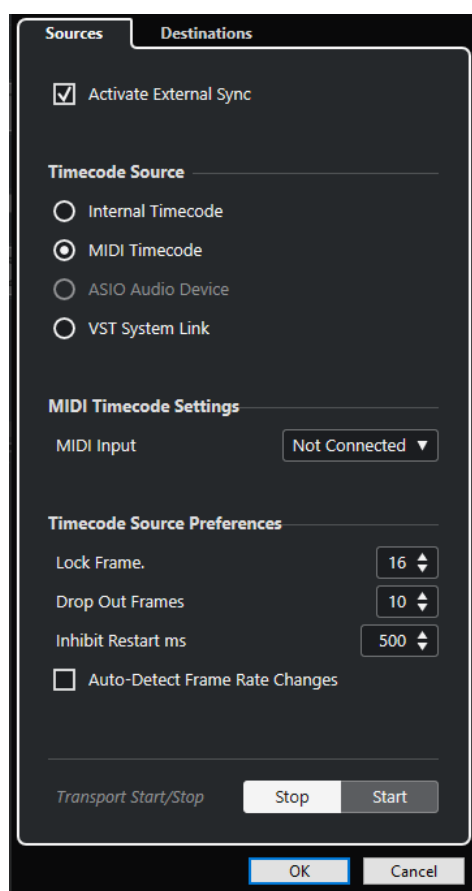 Sources Destinations
Activate External Sync
Timecode Source
Internal Timecode
MIDI Timecode
ASIO Audio Device
VST System Link
MIDI Timecode Settings
MIDI Input Not Connected
Timecode Source Preferences
Lock Frame. 16
Drop Out Frames 10
Inhibit Restart ms 500
Auto-Detect Frame Rate Changes
Transport Start/Stop Stop Start
OK Cancel